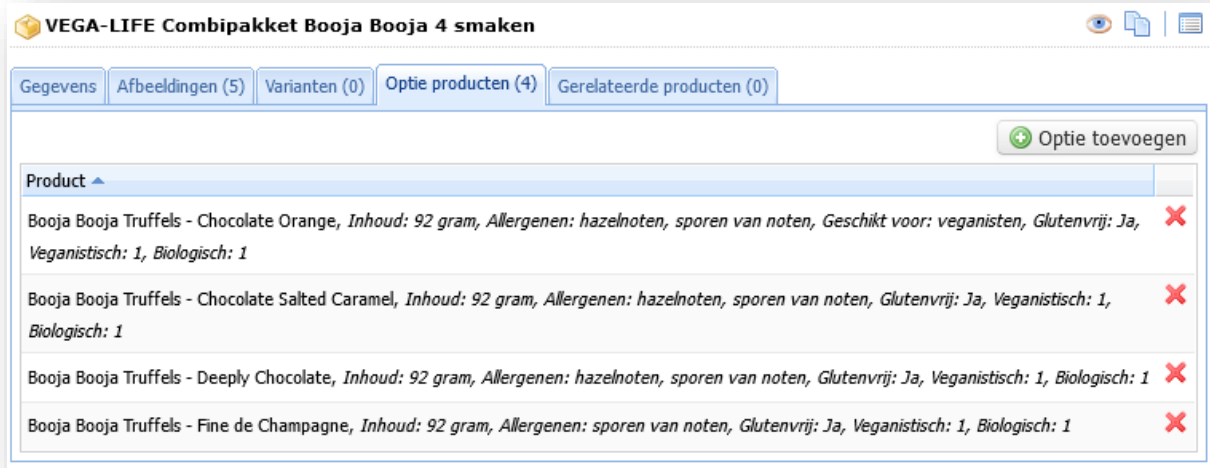 VEGA-LIFE Combipakket Booja Booja 4 smaken
Gegevens Afbeeldingen (5) Varianten (0) Optie producten (4) Gerelateerde producten (0)
Optie toevoegen
Product
Booja Booja Truffels - Chocolate Orange, Inhoud: 92 gram, Allergenen: hazelnoten, sporen van noten, Geschikt voor: veganisten, Glutenvrij: Ja,
Veganistisch: 1, Biologisch: 1
Booja Booja Truffels - Chocolate Salted Caramel, Inhoud: 92 gram, Allergenen: hazelnoten, sporen van noten, Glutenvrij: Ja, Veganistisch: 1,
Biologisch: 1
Booja Booja Truffels - Deeply Chocolate, Inhoud: 92 gram, Allergenen: hazelnoten, sporen van noten, Glutenvrij: Ja, Veganistisch: 1, Biologisch: 1
Booja Booja Truffels - Fine de Champagne, Inhoud: 92 gram, Allergenen: sporen van noten, Glutenvrij: Ja, Veganistisch: 1, Biologisch: 1